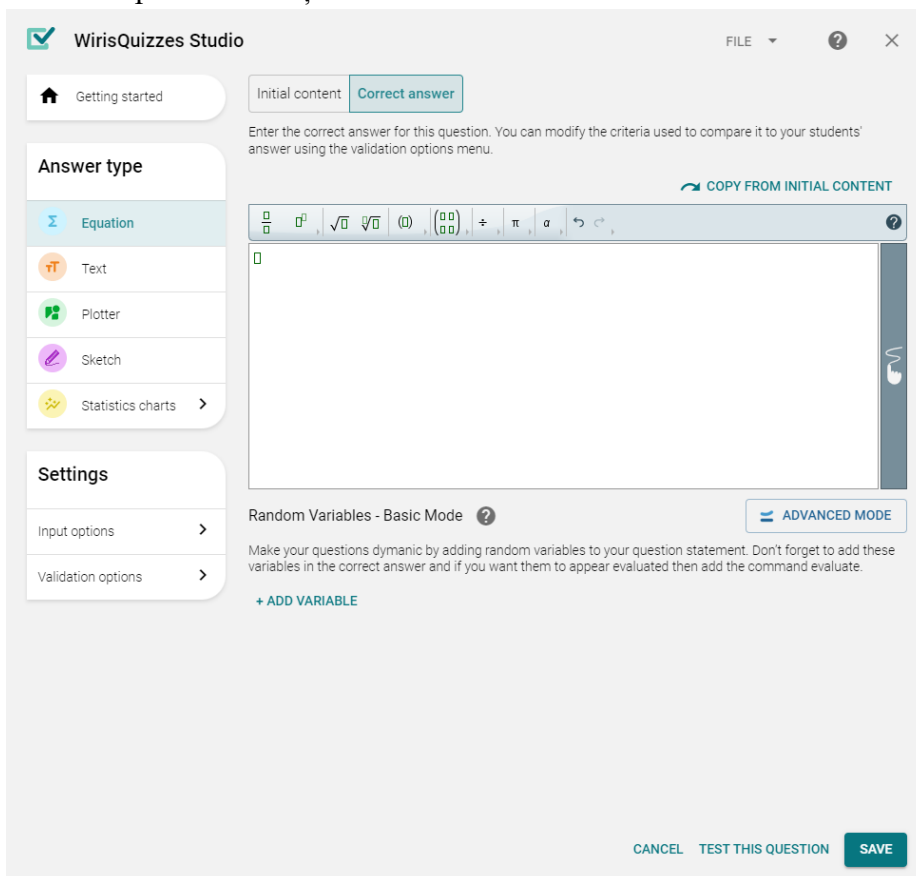 WirisQuizzes Studio
FILE
Getting started
Initial content
Correct answer
Enter the correct answer for this question. You can modify the criteria used to compare it to your students'
answer using the validation options menu.
Answer type
COPY FROM INITIAL CONTENT
Σ Equation
π α
TT Text
Plotter
Sketch
Statistics charts
Settings
Input options
Validation options
Random Variables - Basic Mode
ADVANCED MODE
Make your questions dymanic by adding random variables to your question statement. Don't forget to add these
variables in the correct answer and if you want them to appear evaluated then add the command evaluate.
+ ADD VARIABLE
CANCEL
TEST THIS QUESTION
SAVE